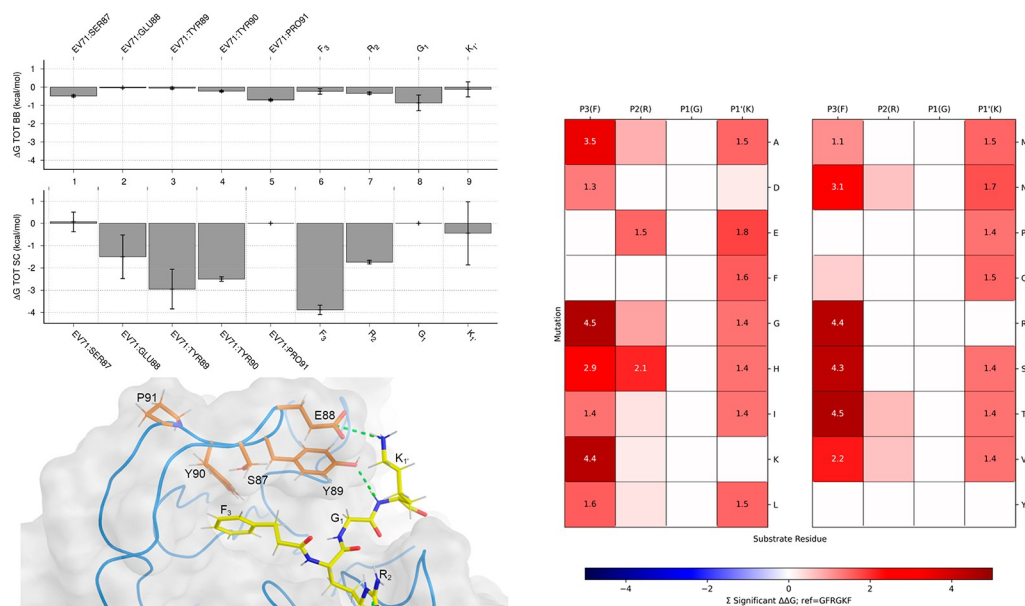 EV71:SER87 EV71:GLU88 EV71:TYR89 EV71:TYR90 EV71:PRO91 F3 R2 G1 K1'
ΔG TOT BB (kcal/mol)
1
0
-1
-2
-3
-4
1 2 3 4 5 6 7 8 9
ΔG TOT SC (kcal/mol)
1
0
-1
-2
-3
-4
EV71:SER87 EV71:GLU88 EV71:TYR89 EV71:TYR90 EV71:PRO91 F3 R2 G1 K1'
P91
E88
K1'
Y90
S87
Y89
F3
G1
R2
P3(F) P2(R) P1(G) P1'(K)
3.5 1.5 A
1.3 D
1.5 1.8 E
1.6 F
4.5 1.4 G
2.9 2.1 1.4 H
1.4 1.4 I
4.4 K
1.6 1.5 L
Mutation
P3(F) P2(R) P1(G) P1'(K)
1.1 1.5
3.1 1.7
1.4
1.5
4.4
4.3 1.4
4.5 1.4
2.2 1.4
Substrate Residue
-4 -2 0 2 4
Σ Significant ΔΔG; ref=GFRGKF